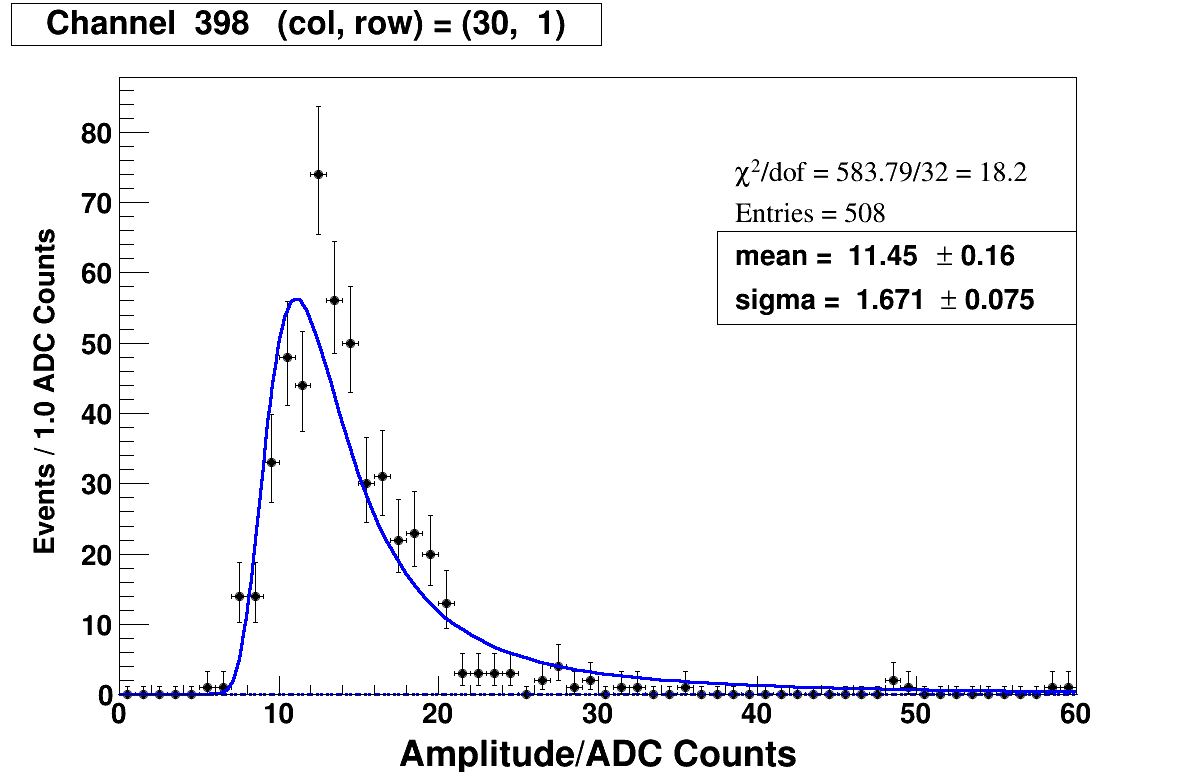 Channel 398 (col, row) = (30, 1)
χ²/dof = 583.79/32 = 18.2
Entries = 508
mean = 11.45 ± 0.16
sigma = 1.671 ± 0.075
Events / 1.0 ADC Counts
80
70
60
50
40
30
20
10
0
0 10 20 30 40 50 60
Amplitude/ADC Counts